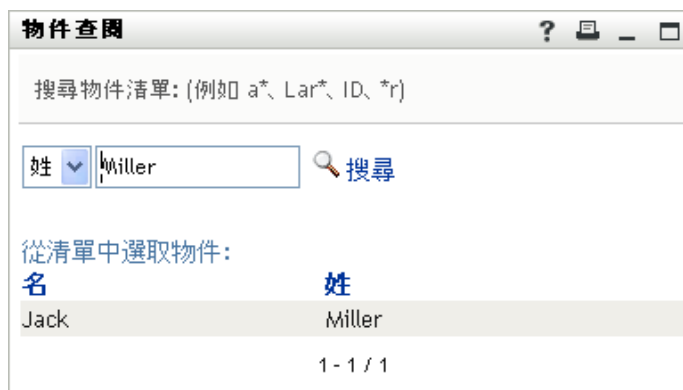 物件查閱 ?
搜尋物件清單: (例如 a*、Lar*、ID、*r)
姓 Miller 搜尋
從清單中選取物件:
名 姓
Jack Miller
1 - 1 / 1